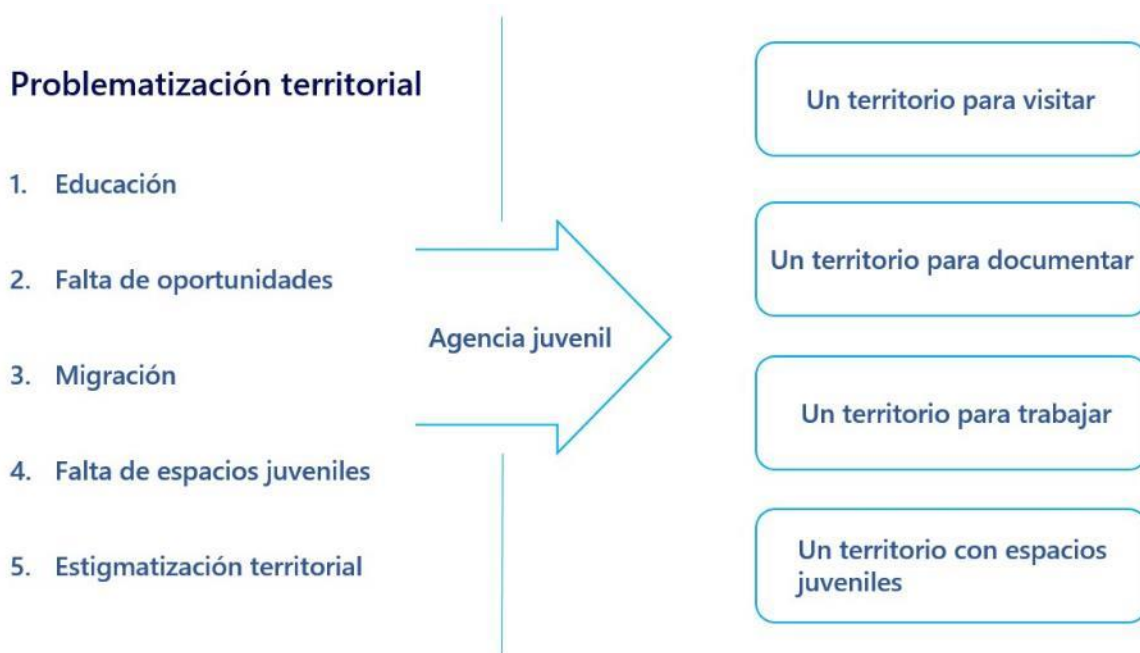 Problematización territorial
1. Educación
2. Falta de oportunidades
3. Migración
4. Falta de espacios juveniles
5. Estigmatización territorial
Agencia juvenil
Un territorio para visitar
Un territorio para documentar
Un territorio para trabajar
Un territorio con espacios
juveniles